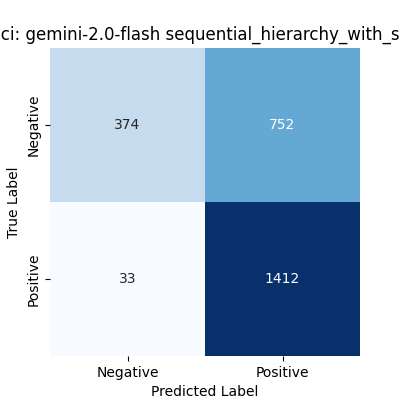 ci: gemini-2.0-flash sequential_hierarchy_with_s
Negative
374
752
True Label
Positive
33
1412
Negative
Positive
Predicted Label